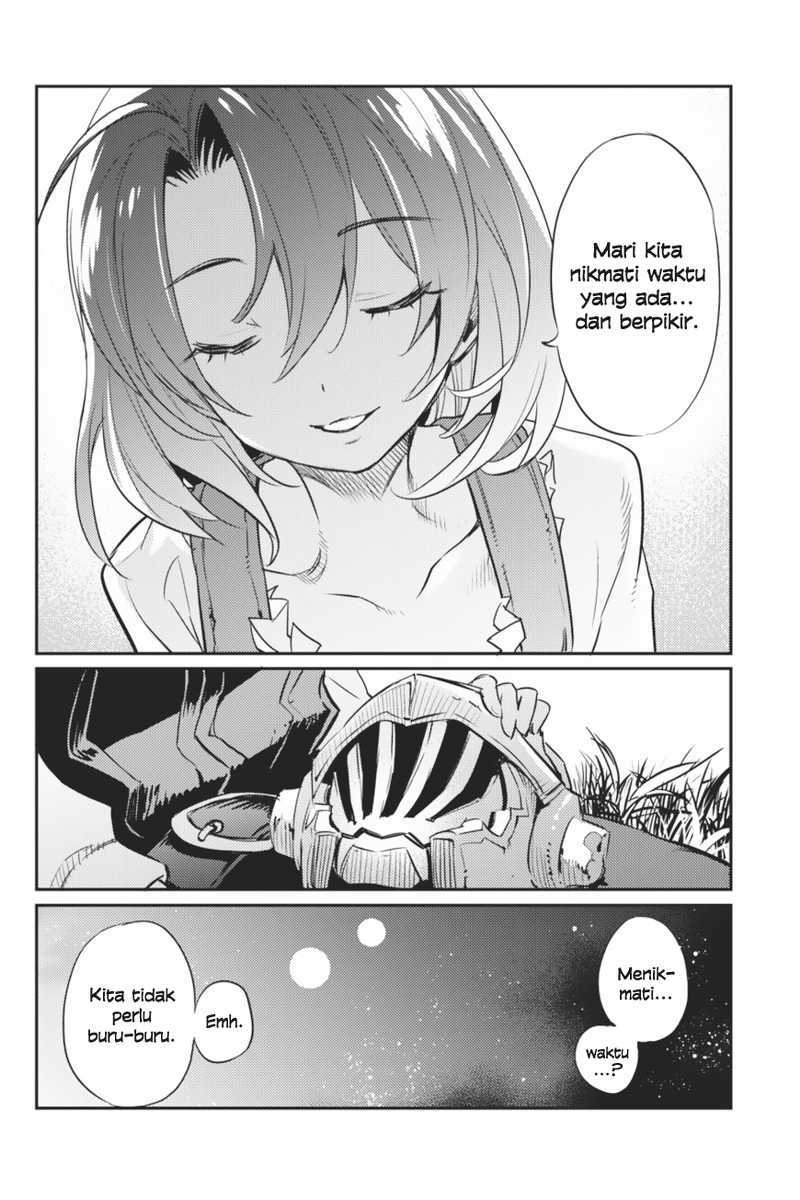 Mari kita
nikmati waktu
yang ada...
dan berpikir.
Menik-
mati...
waktu
...?
Emh.
Kita tidak
perlu
buru-buru.